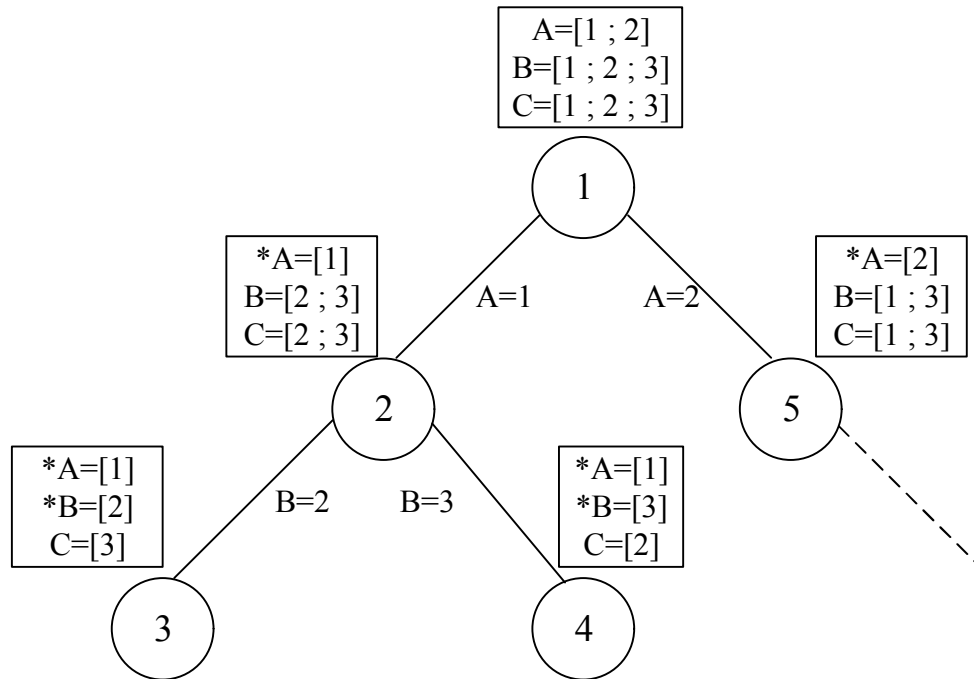 A=[1 ; 2]
B=[1 ; 2 ; 3]
C=[1 ; 2 ; 3]
1
*A=[1]
B=[2 ; 3]
C=[2 ; 3]
A=1
A=2
*A=[2]
B=[1 ; 3]
C=[1 ; 3]
2
5
*A=[1]
*B=[2]
C=[3]
B=2
B=3
*A=[1]
*B=[3]
C=[2]
3
4